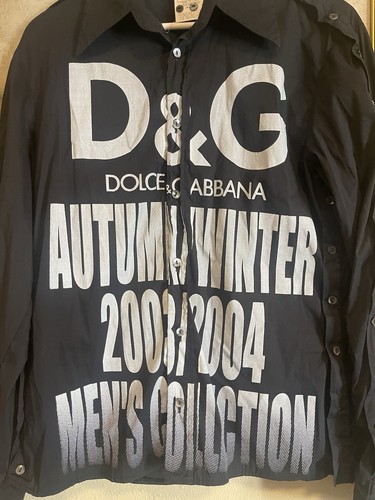 D&G
DOLCE&GABBANA
AUTUMN/WINTER
2003/2004
MEN'S COLLECTION